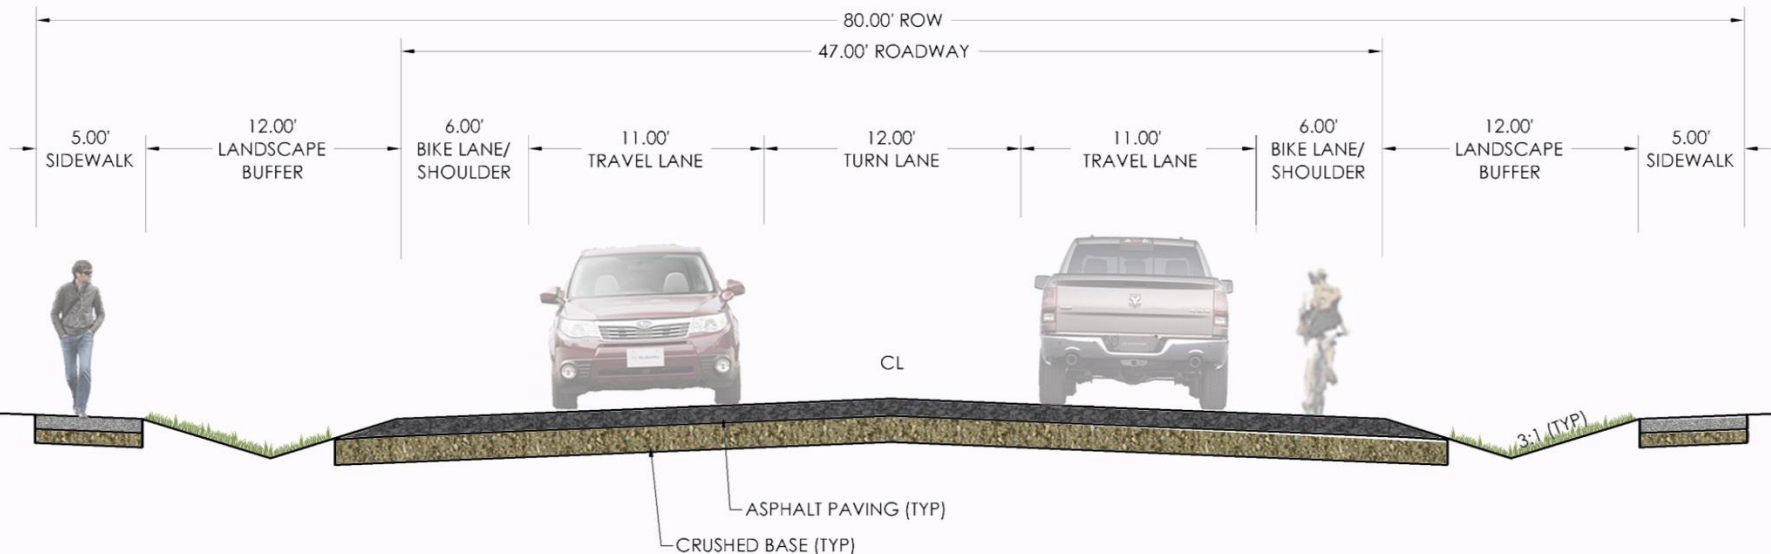 80.00' ROW
47.00' ROADWAY
5.00'
SIDEWALK
12.00'
LANDSCAPE
BUFFER
6.00'
BIKE LANE/
SHOULDER
11.00'
TRAVEL LANE
12.00'
TURN LANE
11.00'
TRAVEL LANE
6.00'
BIKE LANE/
SHOULDER
12.00'
LANDSCAPE
BUFFER
5.00'
SIDEWALK
CL
3:1 (TYP)
ASPHALT PAVING (TYP)
CRUSHED BASE (TYP)